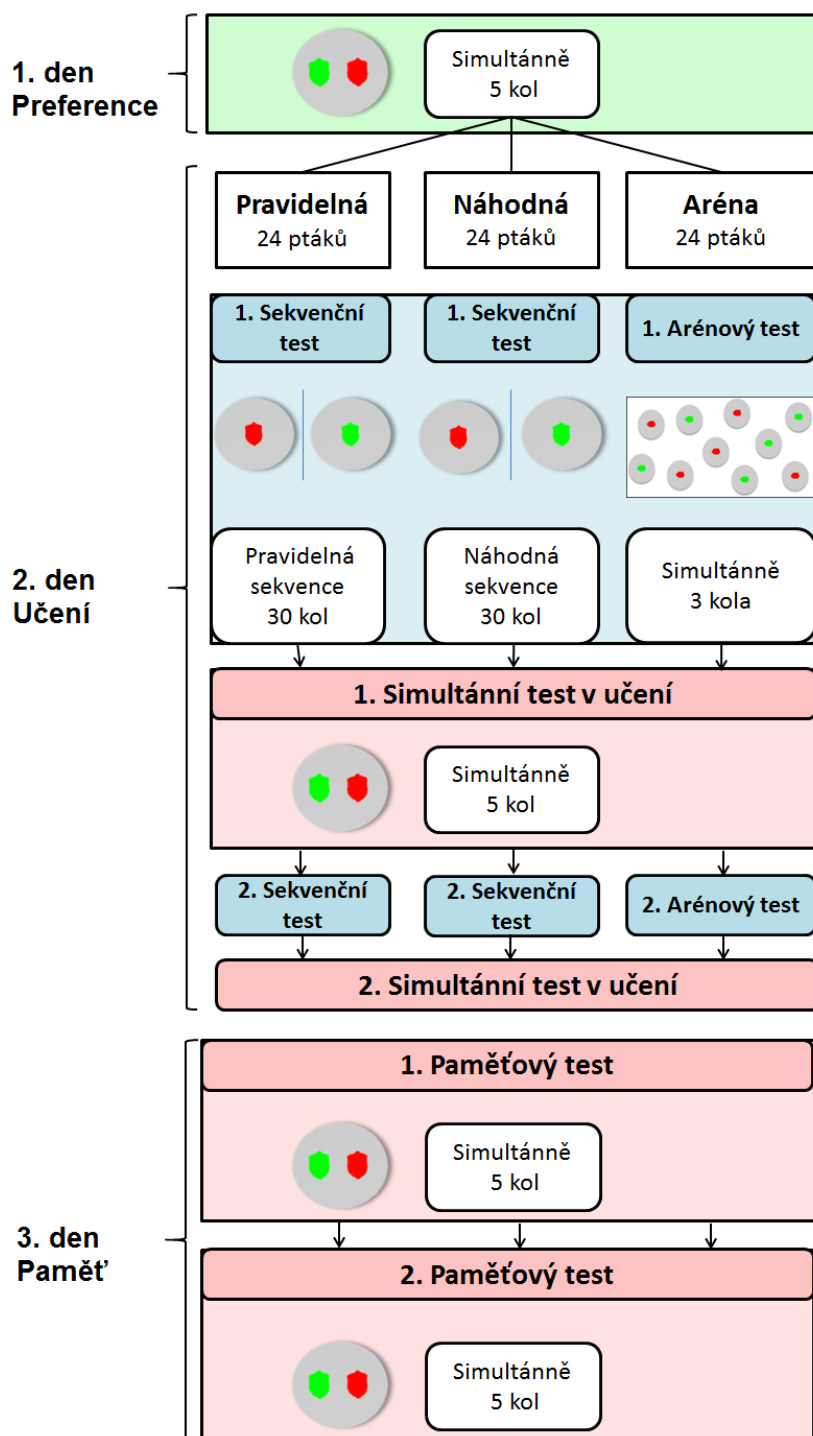 1. den
Preference
Simultánně
5 kol
Pravidelná
24 ptáků
Náhodná
24 ptáků
Aréna
24 ptáků
2. den
Učení
1. Sekvenční
test
1. Sekvenční
test
1. Arénový test
Pravidelná
sekvence
30 kol
Náhodná
sekvence
30 kol
Simultánně
3 kola
1. Simultánní test v učení
Simultánně
5 kol
2. Sekvenční
test
2. Sekvenční
test
2. Arénový test
2. Simultánní test v učení
3. den
Paměť
1. Paměťový test
Simultánně
5 kol
2. Paměťový test
Simultánně
5 kol